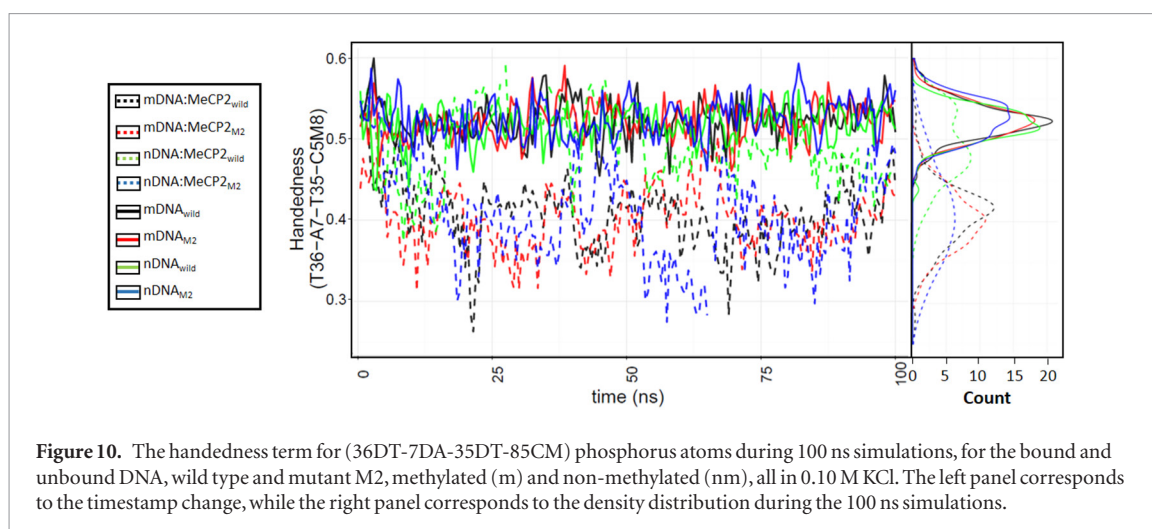 mDNA:MeCP2wild
mDNA:MeCP2M2
nDNA:MeCP2wild
nDNA:MeCP2M2
mDNAwild
mDNAM2
nDNAwild
nDNAM2
Handedness
(T36–A7–T35–C5M8)
0.6
0.5
0.4
0.3
0
25
50
75
100
time (ns)
0 5 10 15 20
Count
Figure 10. The handedness term for (36DT-7DA-35DT-85CM) phosphorus atoms during 100 ns simulations, for the bound and
unbound DNA, wild type and mutant M2, methylated (m) and non-methylated (nm), all in 0.10 M KCl. The left panel corresponds
to the timestamp change, while the right panel corresponds to the density distribution during the 100 ns simulations.